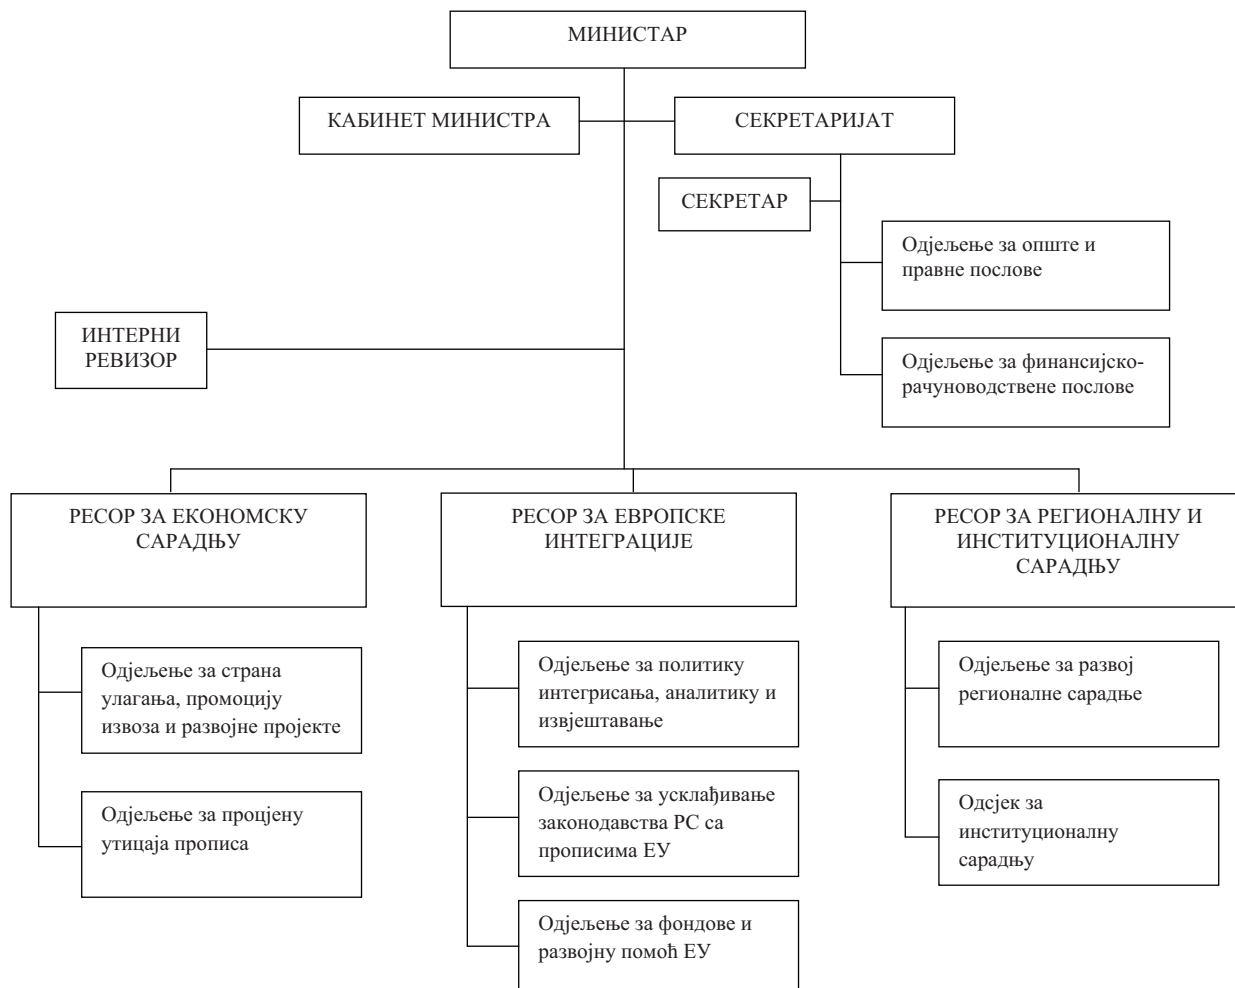 МИНИСТАР
КАБИНЕТ МИНИСТРА
СЕКРЕТАРИЈАТ
СЕКРЕТАР
Одјељење за опште и
правне послове
ИНТЕРНИ
РЕВИЗОР
Одјељење за финансијско-
рачуноводствене послове
РЕСОР ЗА ЕКОНОМСКУ
САРАДЊУ
РЕСОР ЗА ЕВРОПСКЕ
ИНТЕГРАЦИЈЕ
РЕСОР ЗА РЕГИОНАЛНУ И
ИНСТИТУЦИОНАЛНУ
САРАДЊУ
Одјељење за страна
улагања, промоцију
извоза и развојне пројекте
Одјељење за процјену
утицаја прописа
Одјељење за политику
интегрисања, аналитику и
извјештавање
Одјељење за усклађивање
законодавства РС са
прописима ЕУ
Одјељење за фондове и
развојну помоћ ЕУ
Одјељење за развој
регионалне сарадње
Одсјек за
институционалну
сарадњу